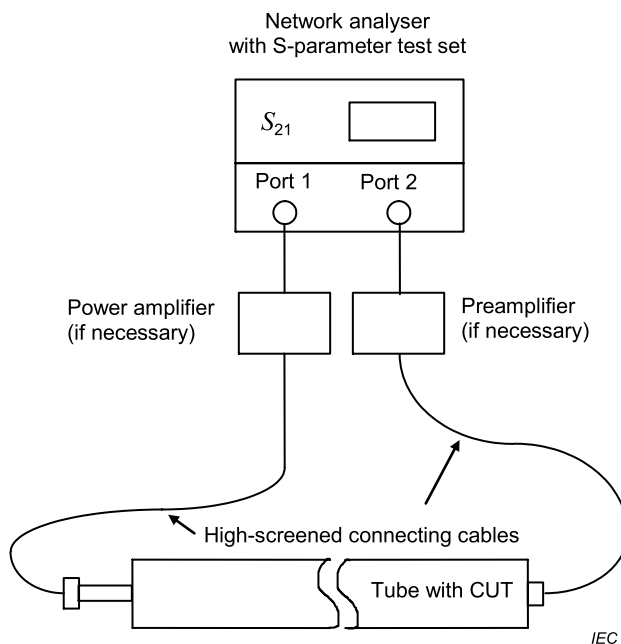 Network analyser
with S-parameter test set
S21
Port 1
Port 2
Power amplifier
(if necessary)
Preamplifier
(if necessary)
High-screened connecting cables
Tube with CUT
IEC